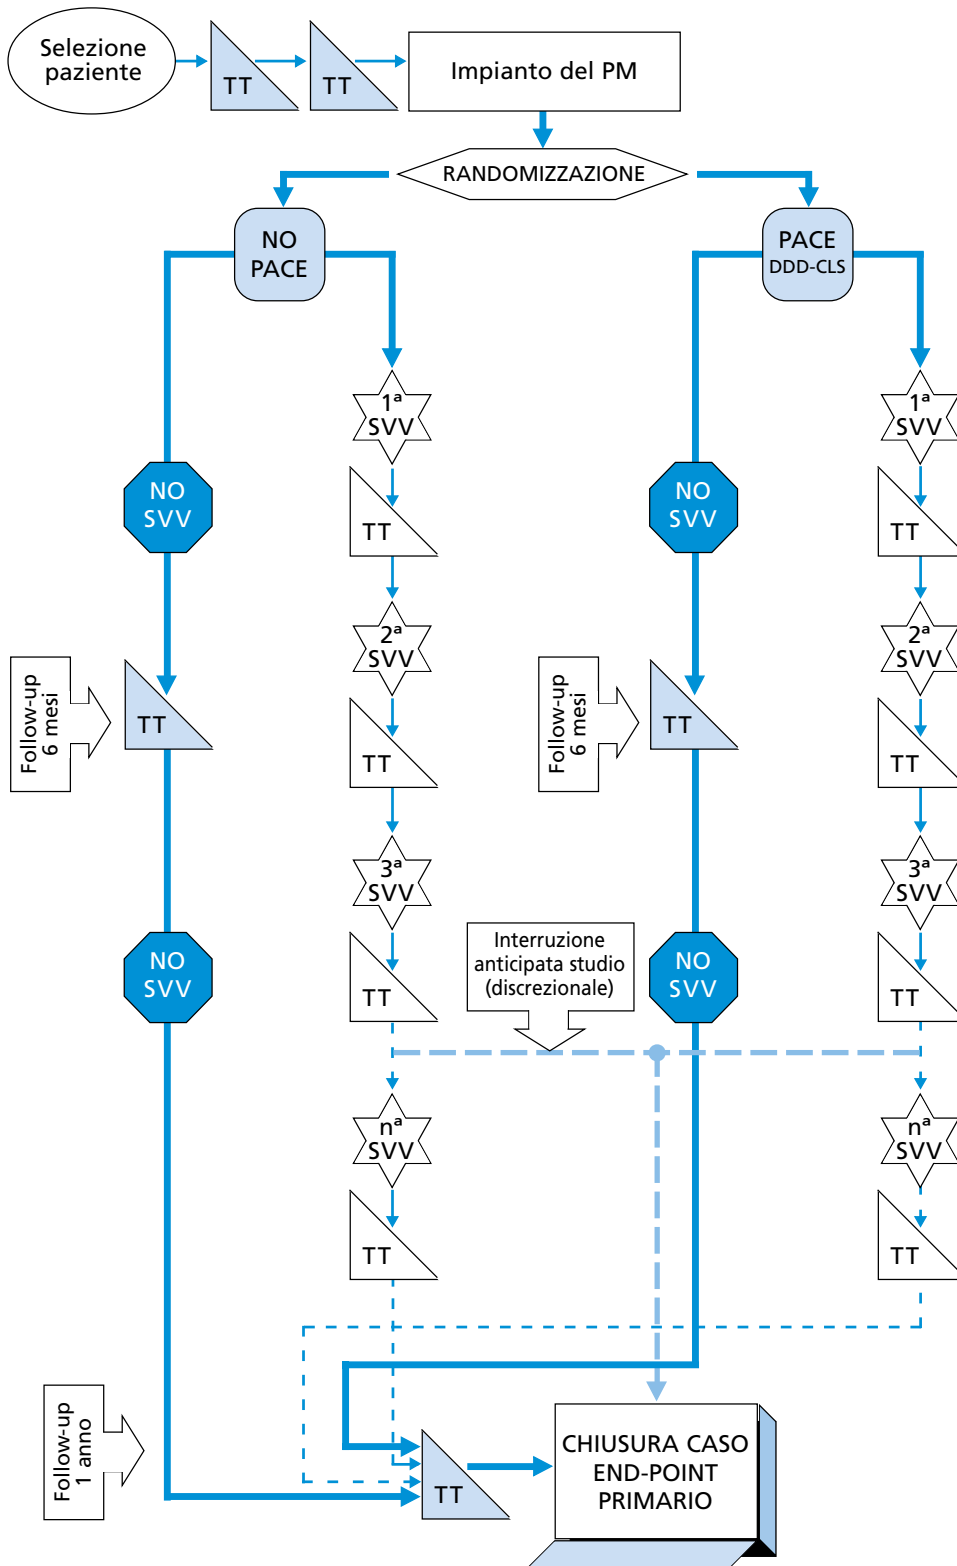 Selezione
paziente
TT
TT
Impianto del PM
RANDOMIZZAZIONE
NO
PACE
PACE
DDD-CLS
1ª
SVV
1ª
SVV
NO
SVV
TT
NO
SVV
TT
2ª
SVV
2ª
SVV
Follow-up
6 mesi
TT
TT
Follow-up
6 mesi
TT
TT
3ª
SVV
3ª
SVV
NO
SVV
TT
Interruzione
anticipata studio
(discrezionale)
NO
SVV
TT
nª
SVV
nª
SVV
TT
TT
Follow-up
1 anno
TT
CHIUSURA CASO
END-POINT
PRIMARIO